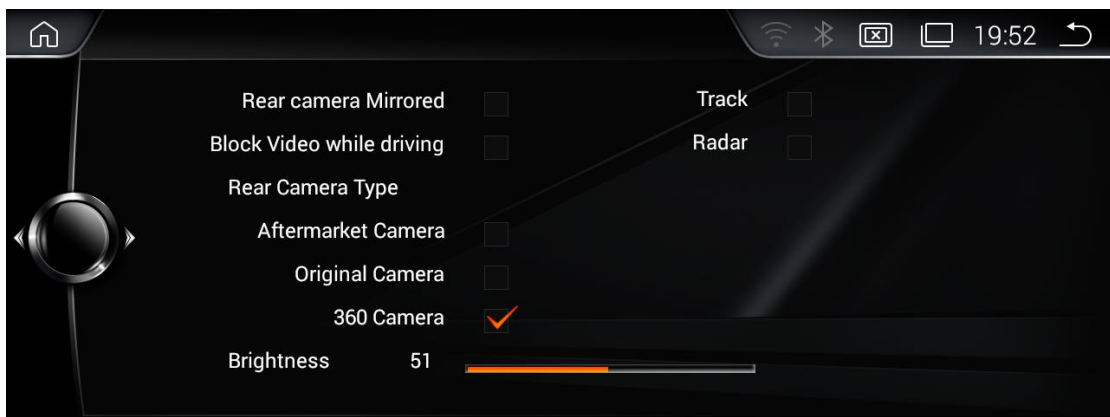 19:52
Rear camera Mirrored
Track
Block Video while driving
Radar
Rear Camera Type
Aftermarket Camera
Original Camera
360 Camera
Brightness 51